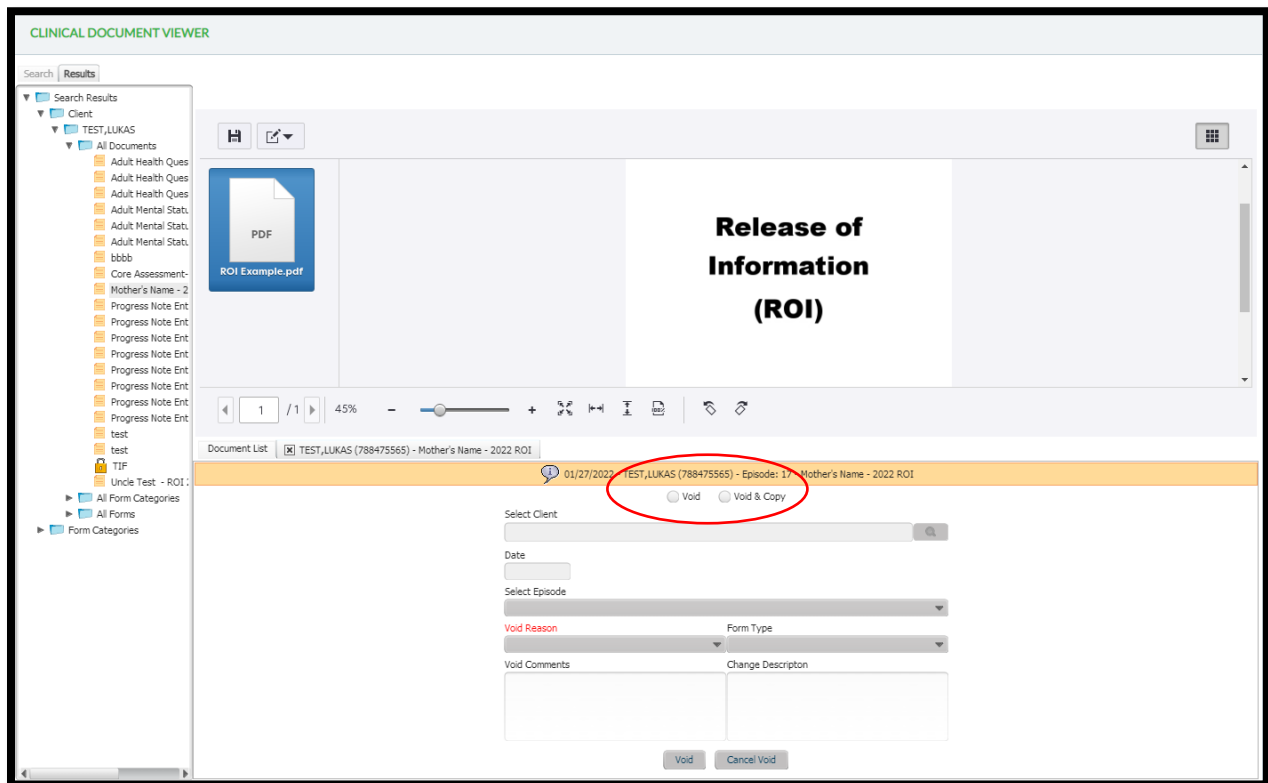 CLINICAL DOCUMENT VIEWER
Search Results
Search Results
Client
TEST,LUKAS
All Documents
Adult Health Ques
Adult Health Ques
Adult Health Ques
Adult Mental Statu
Adult Mental Statu
Adult Mental Statu
bbbb
Core Assessment-
Mother's Name - 2
Progress Note Ent
Progress Note Ent
Progress Note Ent
Progress Note Ent
Progress Note Ent
Progress Note Ent
Progress Note Ent
Progress Note Ent
test
test
TIF
Uncle Test - ROI 2
All Form Categories
All Forms
Form Categories
PDF
ROI Example.pdf
Release of
Information
(ROI)
1 / 1 45%
Document List TEST,LUKAS (788475565) - Mother's Name - 2022 ROI
01/27/2022 - TEST,LUKAS (788475565) - Episode: 17 - Mother's Name - 2022 ROI
Void Void & Copy
Select Client
Date
Select Episode
Void Reason Form Type
Void Comments Change Descripton
Void Cancel Void